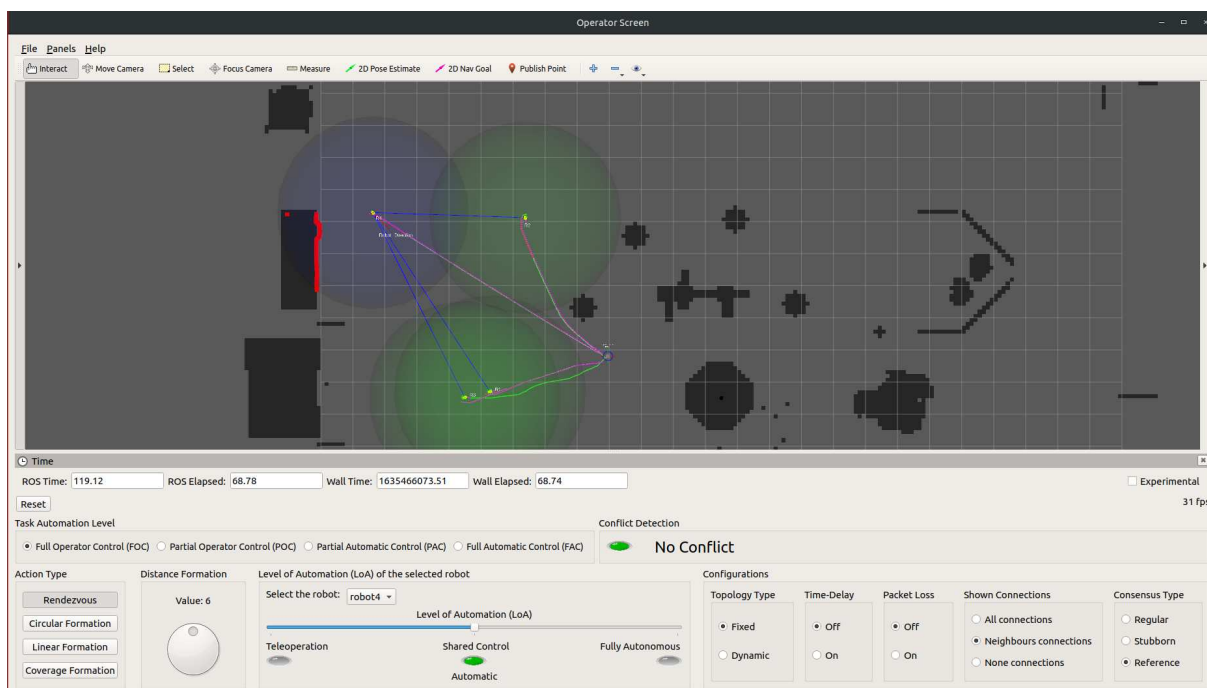 Operator Screen
File Panels Help
Interact Move Camera Select Focus Camera Measure 2D Pose Estimate 2D Nav Goal Publish Point
Robot Direction
Time
ROS Time: 119.12 ROS Elapsed: 68.78 Wall Time: 1635466073.51 Wall Elapsed: 68.74 Experimental
Reset 31 fps
Task Automation Level Conflict Detection
Full Operator Control (FOC) Partial Operator Control (POC) Partial Automatic Control (PAC) Full Automatic Control (FAC) No Conflict
Action Type Distance Formation Level of Automation (LoA) of the selected robot Configurations
Rendezvous Value: 6 Select the robot: robot4 Topology Type Time-Delay Packet Loss Shown Connections Consensus Type
Level of Automation (LoA)
Circular Formation Fixed Off Off All connections Regular
Linear Formation Teleoperation Shared Control Fully Autonomous Neighbours connections Stubborn
Coverage Formation Automatic Dynamic On On None connections Reference